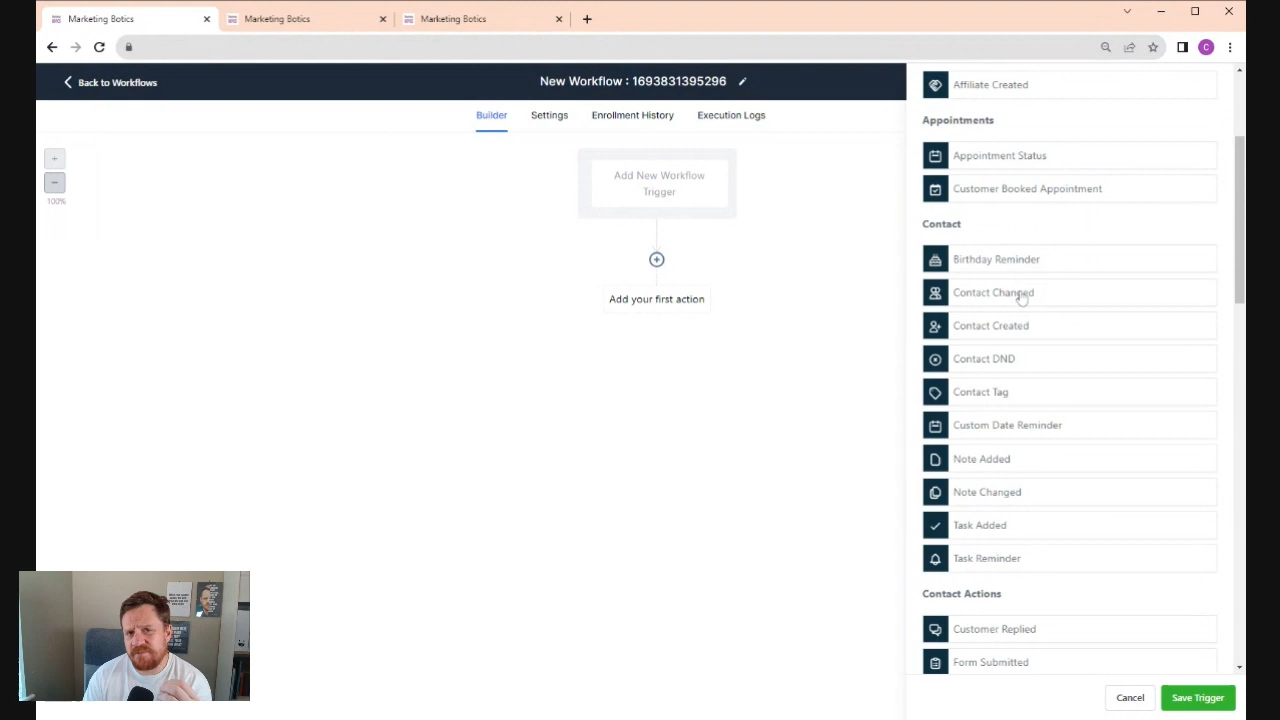 Marketing Botics
Marketing Botics
Marketing Botics
Back to Workflows
New Workflow : 1693831395296
Builder
Settings
Enrollment History
Execution Logs
100%
Add New Workflow
Trigger
Add your first action
Affiliate Created
Appointments
Appointment Status
Customer Booked Appointment
Contact
Birthday Reminder
Contact Changed
Contact Created
Contact DND
Contact Tag
Custom Date Reminder
Note Added
Note Changed
Task Added
Task Reminder
Contact Actions
Customer Replied
Form Submitted
Cancel
Save Trigger